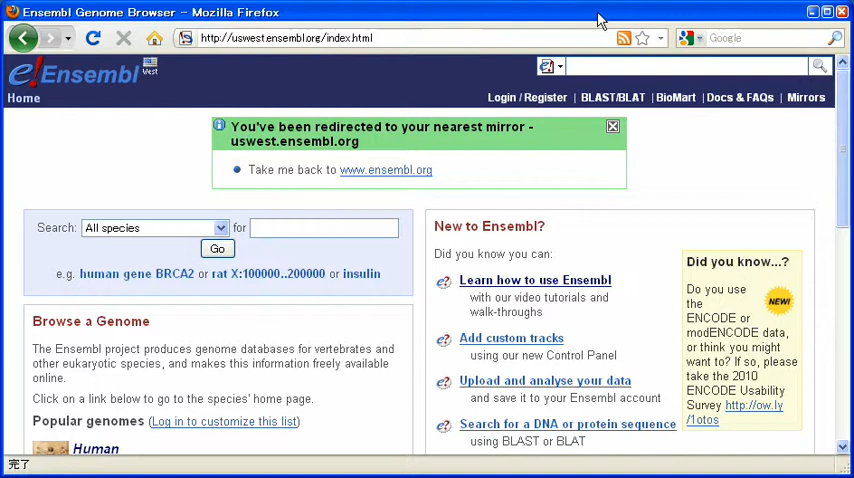 Ensembl Genome Browser - Mozilla Firefox
http://uswest.ensembl.org/index.html
Google
e!Ensembl West
Home
Login / Register | BLAST/BLAT | BioMart | Docs & FAQs | Mirrors
You've been redirected to your nearest mirror -
uswest.ensembl.org
Take me back to www.ensembl.org
Search: All species for
Go
e.g. human gene BRCA2 or rat X:100000..200000 or insulin
Browse a Genome
The Ensembl project produces genome databases for vertebrates and
other eukaryotic species, and makes this information freely available
online.
Click on a link below to go to the species' home page.
Popular genomes (Log in to customize this list)
Human
New to Ensembl?
Did you know you can:
Learn how to use Ensembl
with our video tutorials and
walk-throughs
Add custom tracks
using our new Control Panel
Upload and analyse your data
and save it to your Ensembl account
Search for a DNA or protein sequence
using BLAST or BLAT
Did you know...?
Do you use
the
ENCODE or
modENCODE data,
or think you might
want to? If so, please
take the 2010
ENCODE Usability
Survey http://ow.ly
/1otos
NEW!
完了